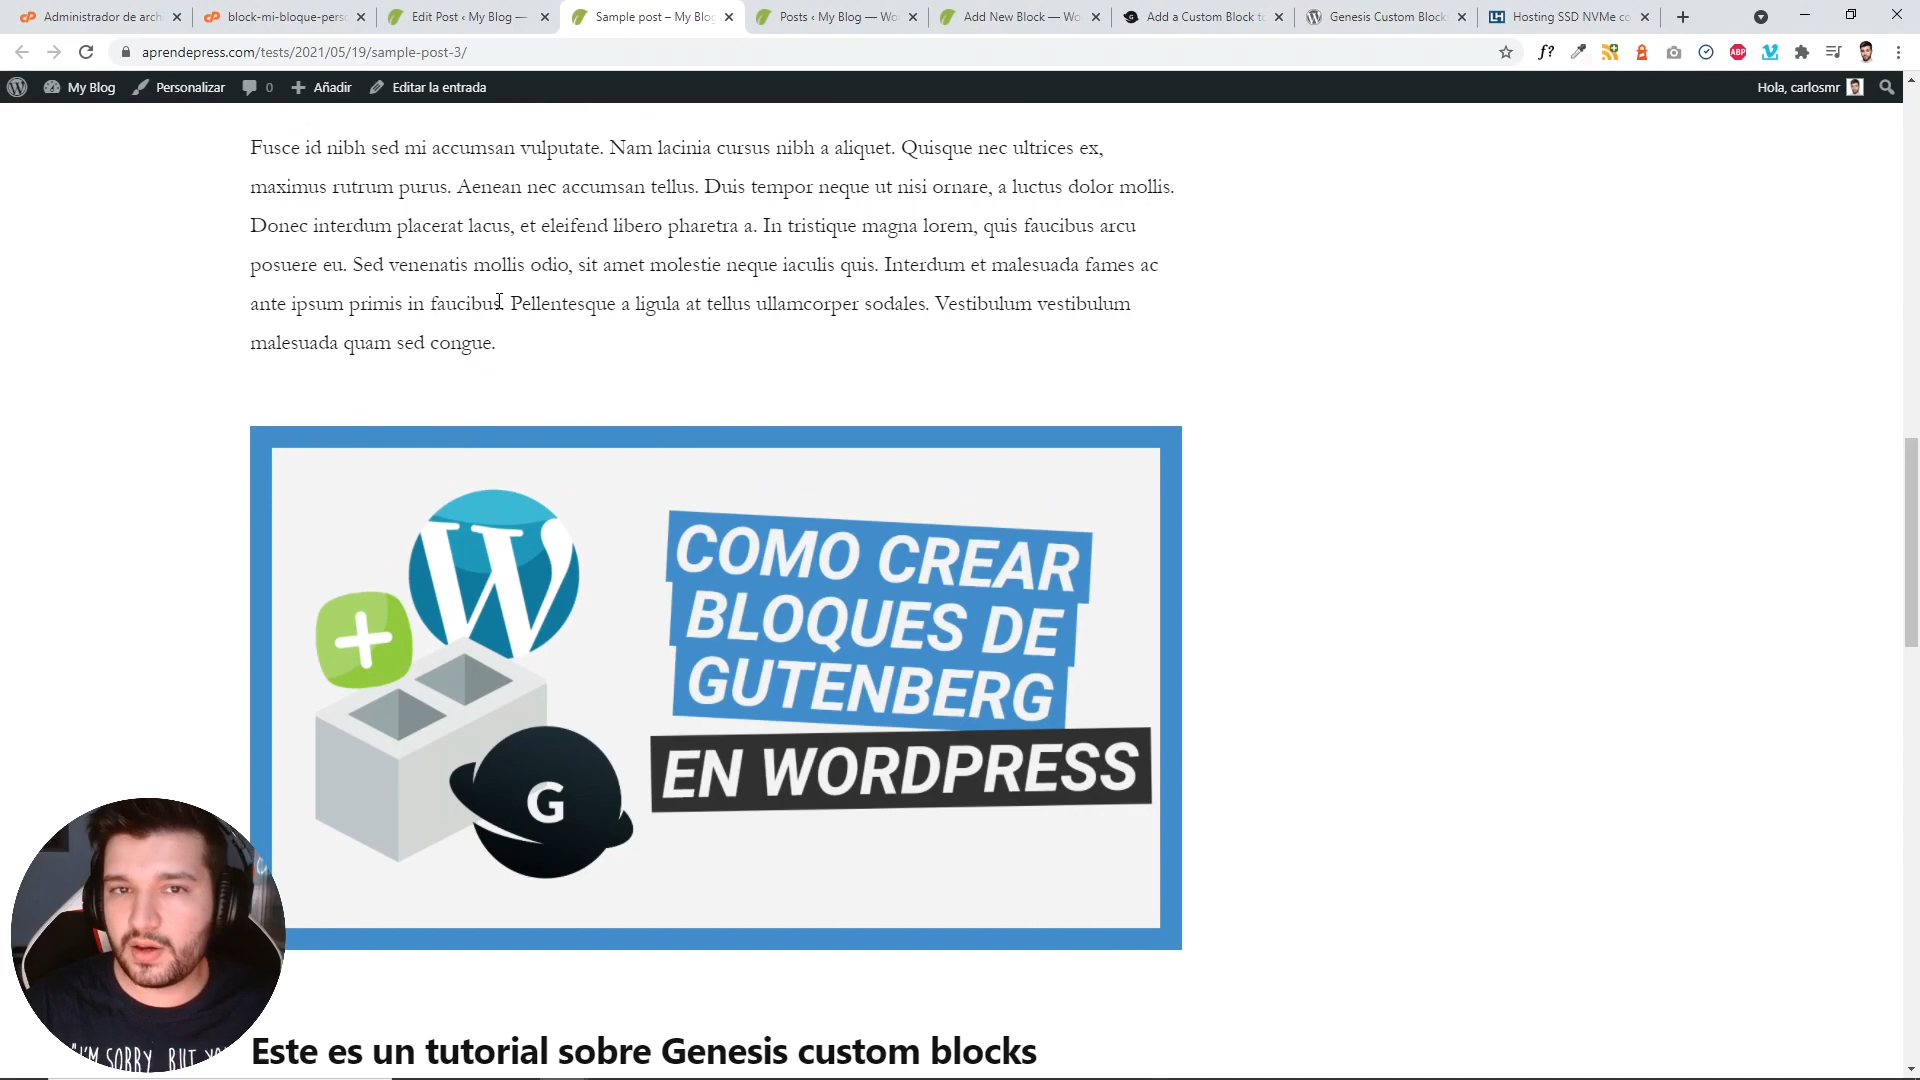 Administrador de arch
block-mi-bloque-pers
Edit Post ‹ My Blog —
Sample post – My Blog
Posts ‹ My Blog — Wo
Add New Block — Wo
Add a Custom Block to
Genesis Custom Block
Hosting SSD NVMe co
aprendepress.com/tests/2021/05/19/sample-post-3/
f?
ABP
My Blog
Personalizar
0
Añadir
Editar la entrada
Hola, carlosmr
Fusce id nibh sed mi accumsan vulputate. Nam lacinia cursus nibh a aliquet. Quisque nec ultrices ex,
maximus rutrum purus. Aenean nec accumsan tellus. Duis tempor neque ut nisi ornare, a luctus dolor mollis.
Donec interdum placerat lacus, et eleifend libero pharetra a. In tristique magna lorem, quis faucibus arcu
posuere eu. Sed venenatis mollis odio, sit amet molestie neque iaculis quis. Interdum et malesuada fames ac
ante ipsum primis in faucibus. Pellentesque a ligula at tellus ullamcorper sodales. Vestibulum vestibulum
malesuada quam sed congue.
COMO CREAR
BLOQUES DE
GUTENBERG
EN WORDPRESS
G
"I'M SORRY, BUT YO
Este es un tutorial sobre Genesis custom blocks